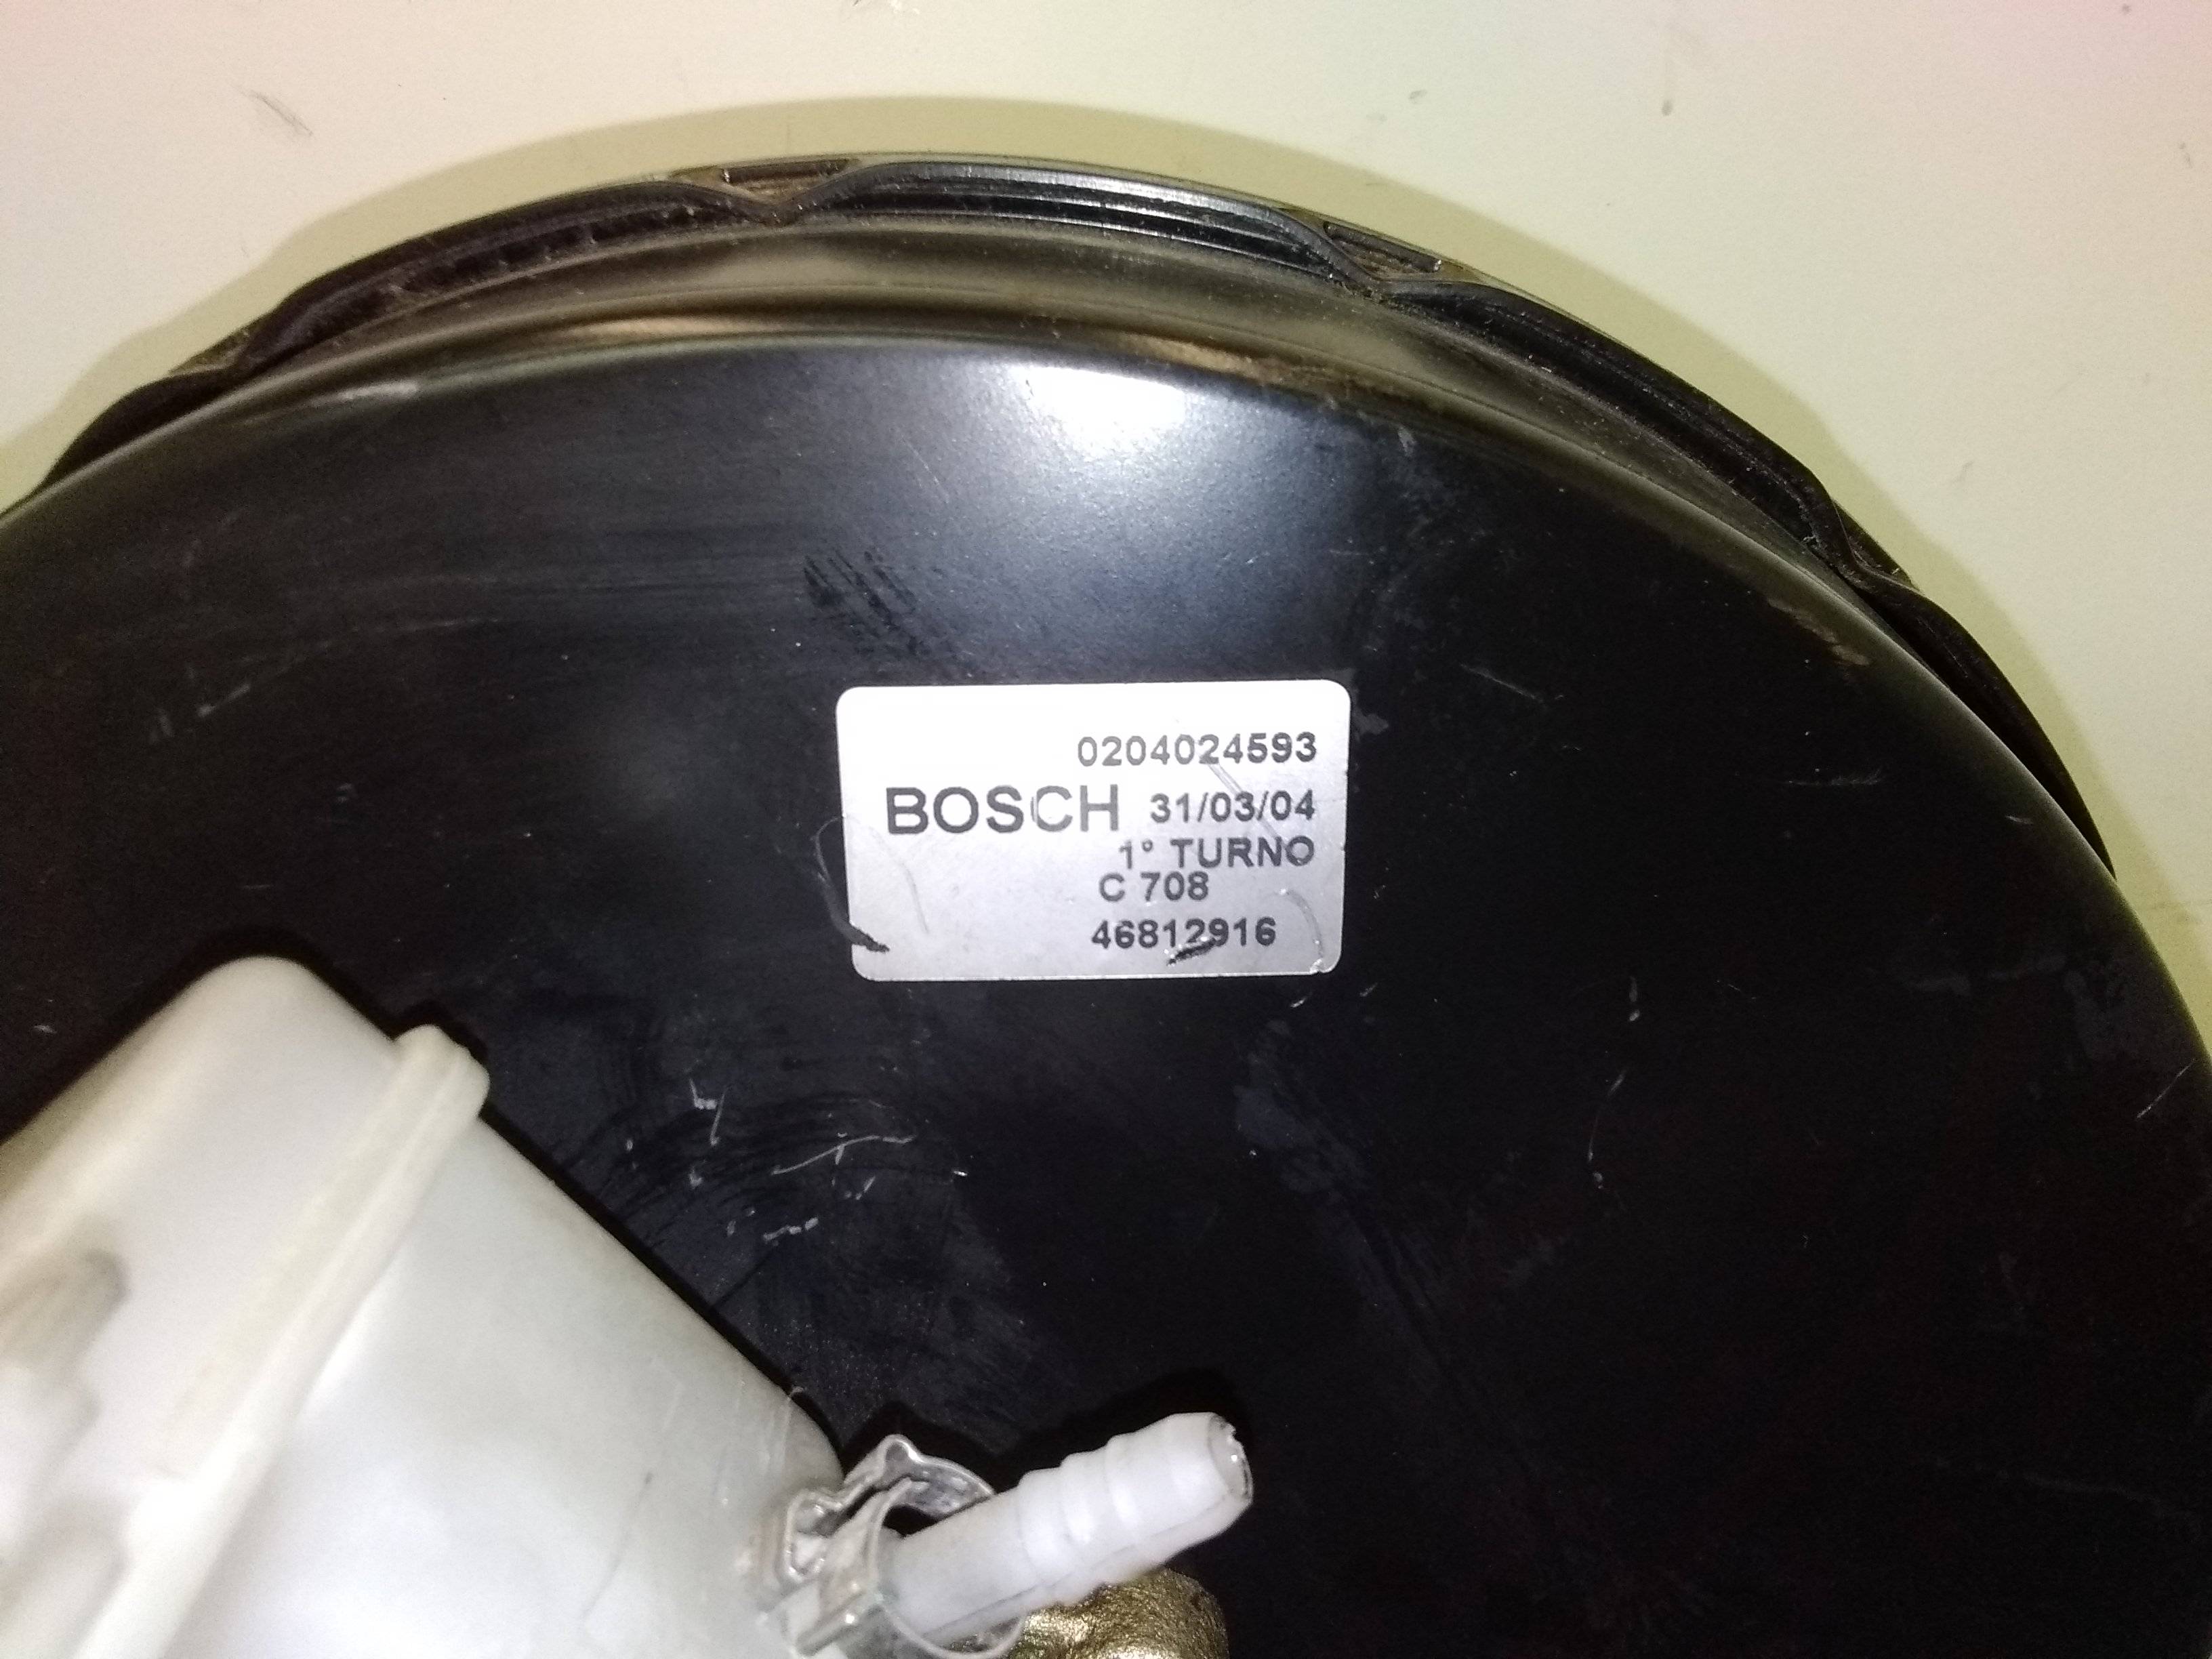 0204024593
BOSCH 31/03/04
1° TURNO
C 708
46812916